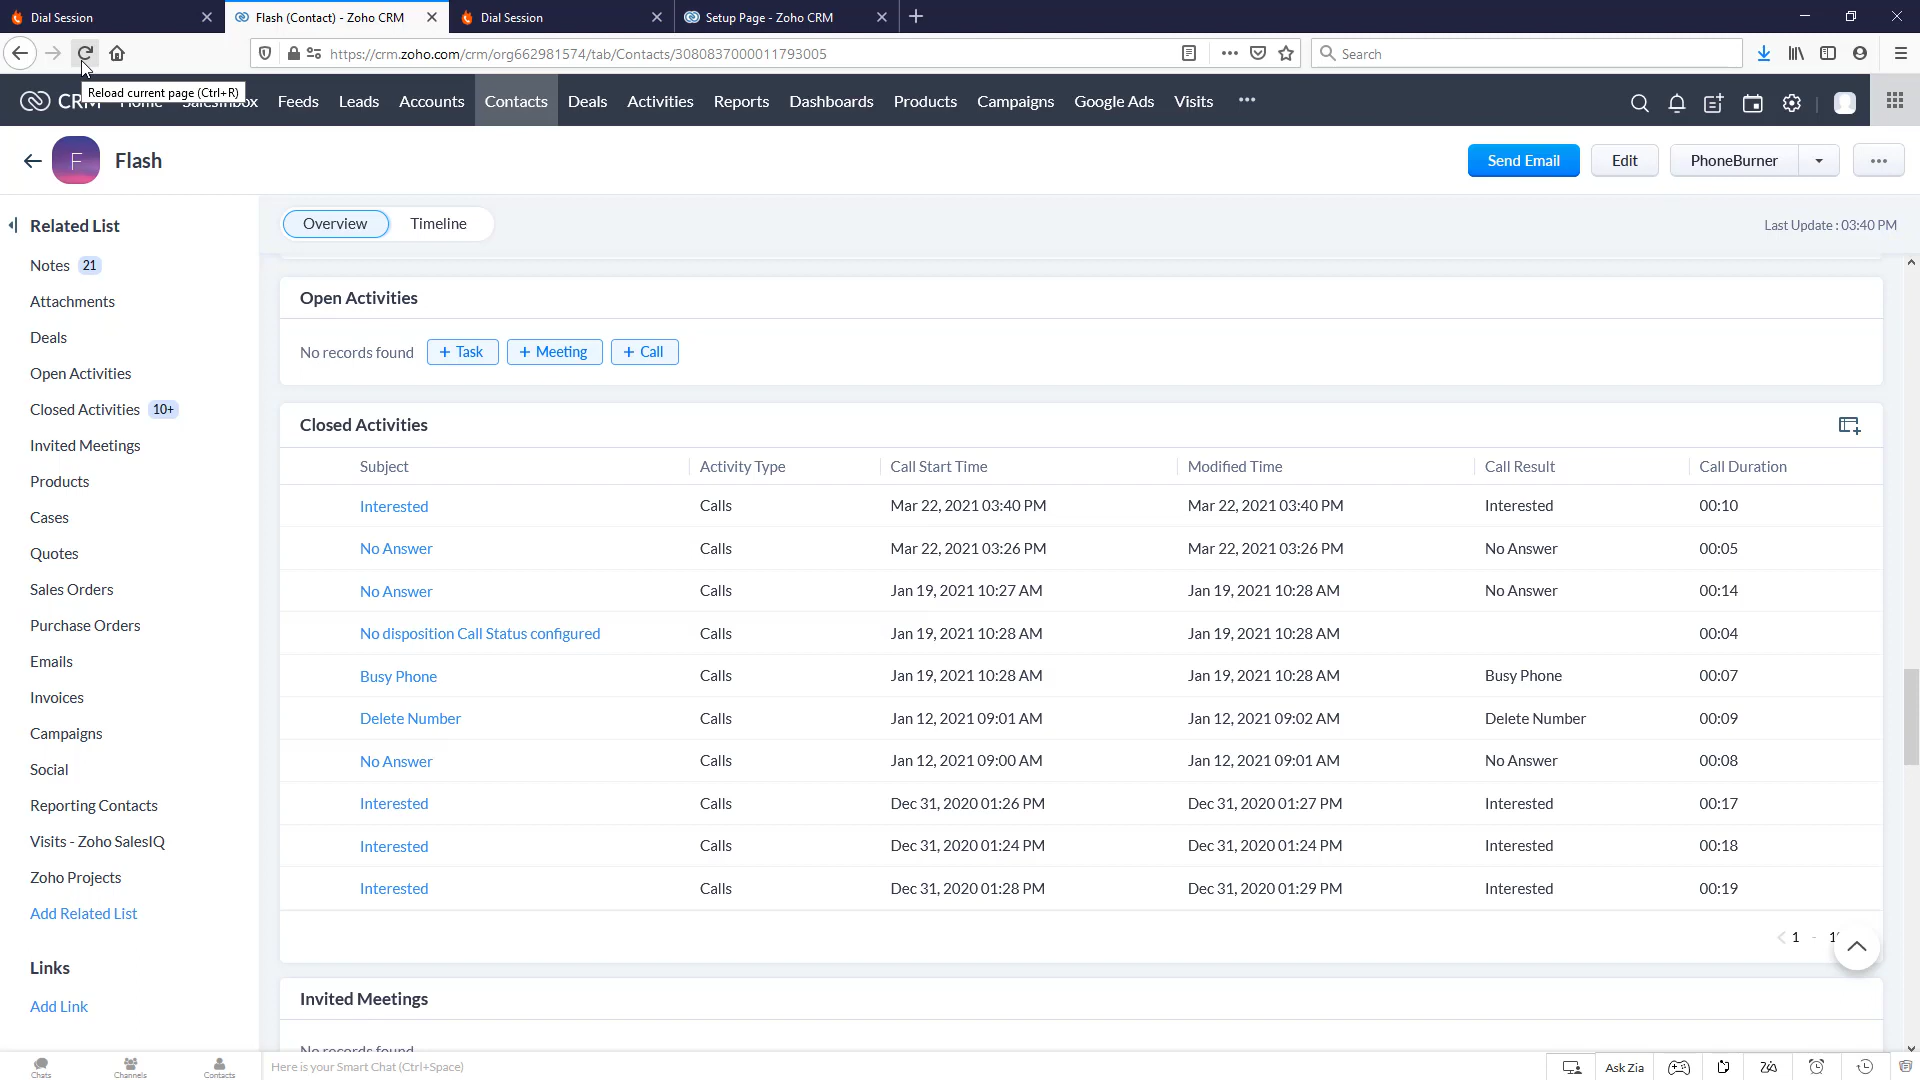 Dial Session
Flash (Contact) - Zoho CRM
Dial Session
Setup Page - Zoho CRM
https://crm.zoho.com/crm/org662981574/tab/Contacts/3080837000011793005
Search
Reload current page (Ctrl+R)
CRM Home SalesInbox Feeds Leads Accounts Contacts Deals Activities Reports Dashboards Products Campaigns Google Ads Visits
F
Flash
Send Email
Edit
PhoneBurner
Related List
Overview
Timeline
Last Update : 03:40 PM
Notes 21
Attachments
Deals
Open Activities
Closed Activities 10+
Invited Meetings
Products
Cases
Quotes
Sales Orders
Purchase Orders
Emails
Invoices
Campaigns
Social
Reporting Contacts
Visits - Zoho SalesIQ
Zoho Projects
Add Related List
Links
Add Link
Open Activities
No records found + Task + Meeting + Call
Closed Activities
Subject Activity Type Call Start Time Modified Time Call Result Call Duration
Interested Calls Mar 22, 2021 03:40 PM Mar 22, 2021 03:40 PM Interested 00:10
No Answer Calls Mar 22, 2021 03:26 PM Mar 22, 2021 03:26 PM No Answer 00:05
No Answer Calls Jan 19, 2021 10:27 AM Jan 19, 2021 10:28 AM No Answer 00:14
No disposition Call Status configured Calls Jan 19, 2021 10:28 AM Jan 19, 2021 10:28 AM 00:04
Busy Phone Calls Jan 19, 2021 10:28 AM Jan 19, 2021 10:28 AM Busy Phone 00:07
Delete Number Calls Jan 12, 2021 09:01 AM Jan 12, 2021 09:02 AM Delete Number 00:09
No Answer Calls Jan 12, 2021 09:00 AM Jan 12, 2021 09:01 AM No Answer 00:08
Interested Calls Dec 31, 2020 01:26 PM Dec 31, 2020 01:27 PM Interested 00:17
Interested Calls Dec 31, 2020 01:24 PM Dec 31, 2020 01:24 PM Interested 00:18
Interested Calls Dec 31, 2020 01:28 PM Dec 31, 2020 01:29 PM Interested 00:19
1 -
Invited Meetings
No records found
Chats
Channels
Contacts
Here is your Smart Chat (Ctrl+Space)
Ask Zia